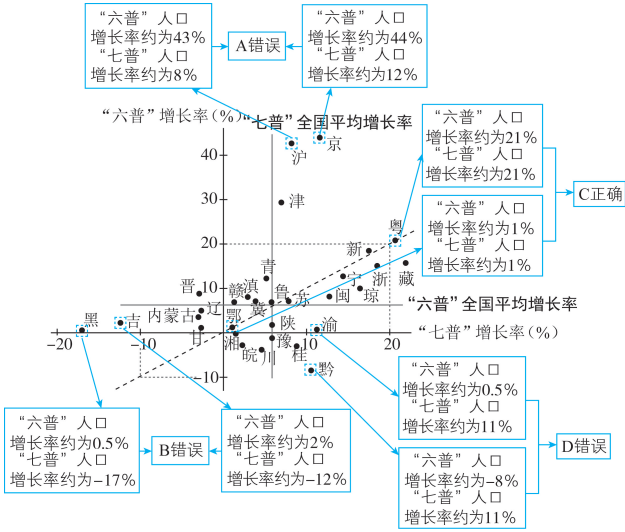 “六普”人口
增长率约为43%
“七普”人口
增长率约为8%
A错误
“六普”人口
增长率约为44%
“七普”人口
增长率约为12%
“六普”增长率(%)
“七普”全国平均增长率
“六普”人口
增长率约为21%
“七普”人口
增长率约为21%
C正确
“六普”人口
增长率约为1%
“七普”人口
增长率约为1%
40
30
20
10
-10
-20
-10
10
20
沪
京
津
粤
新
青
宁
浙
藏
晋
赣
滇
鲁
苏
闽
琼
冀
辽
内蒙古
鄂
陕
“六普”全国平均增长率
“七普”增长率(%)
黑
吉
甘
湘
豫
渝
皖
川
桂
黔
“六普”人口
增长率约为0.5%
“七普”人口
增长率约为-17%
B错误
“六普”人口
增长率约为2%
“七普”人口
增长率约为-12%
“六普”人口
增长率约为0.5%
“七普”人口
增长率约为11%
D错误
“六普”人口
增长率约为-8%
“七普”人口
增长率约为11%